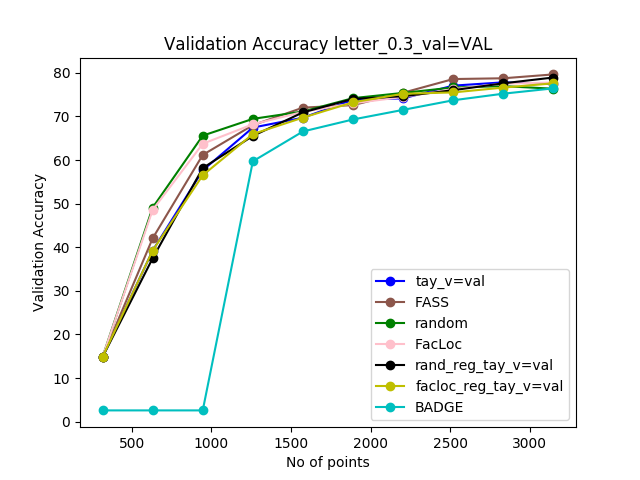 Validation Accuracy letter_0.3_val=VAL
Validation Accuracy
80
70
60
50
40
30
20
10
0
500
1000
1500
2000
2500
3000
No of points
tay_v=val
FASS
random
FacLoc
rand_reg_tay_v=val
facloc_reg_tay_v=val
BADGE